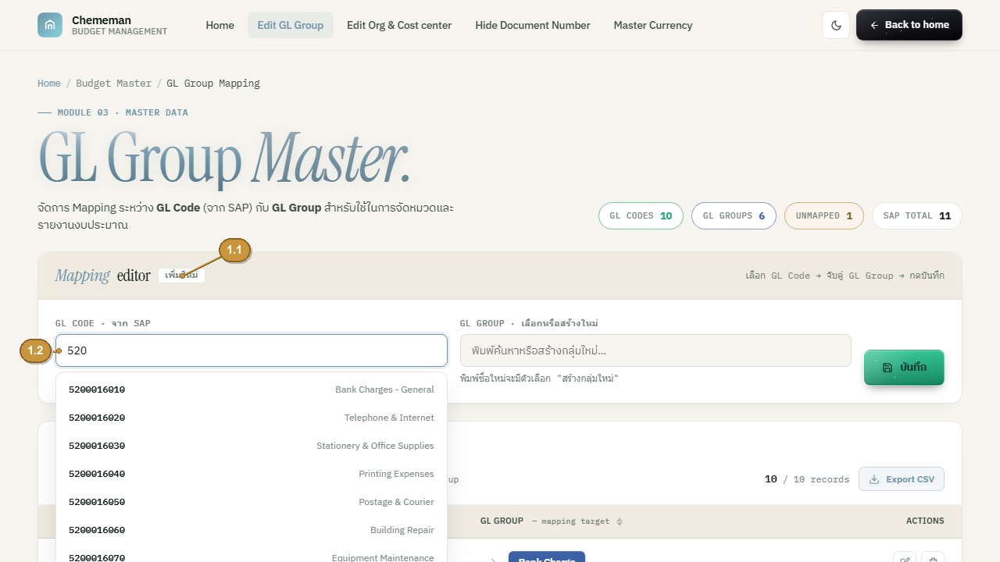 Chememan
BUDGET MANAGEMENT
Home
Edit GL Group
Edit Org & Cost center
Hide Document Number
Master Currency
Back to home
Home / Budget Master / GL Group Mapping
MODULE 03 · MASTER DATA
GL Group Master.
จัดการ Mapping ระหว่าง GL Code (จาก SAP) กับ GL Group สำหรับใช้ในการจัดหมวดและ
รายงานงบประมาณ
GL CODES 10
GL GROUPS 6
UNMAPPED 1
SAP TOTAL 11
1.1
Mapping editor เพิ่มใหม่
เลือก GL Code → จับคู่ GL Group → กดบันทึก
GL CODE · จาก SAP
GL GROUP · เลือกหรือสร้างใหม่
1.2
520
พิมพ์ค้นหาหรือสร้างกลุ่มใหม่...
บันทึก
พิมพ์ชื่อใหม่จะมีตัวเลือก "สร้างกลุ่มใหม่"
5200016010 Bank Charges - General
5200016020 Telephone & Internet
5200016030 Stationery & Office Supplies
5200016040 Printing Expenses
5200016050 Postage & Courier
5200016060 Building Repair
5200016070 Equipment Maintenance
up
10 / 10 records
Export CSV
GL GROUP — mapping target
ACTIONS
Bank Charge